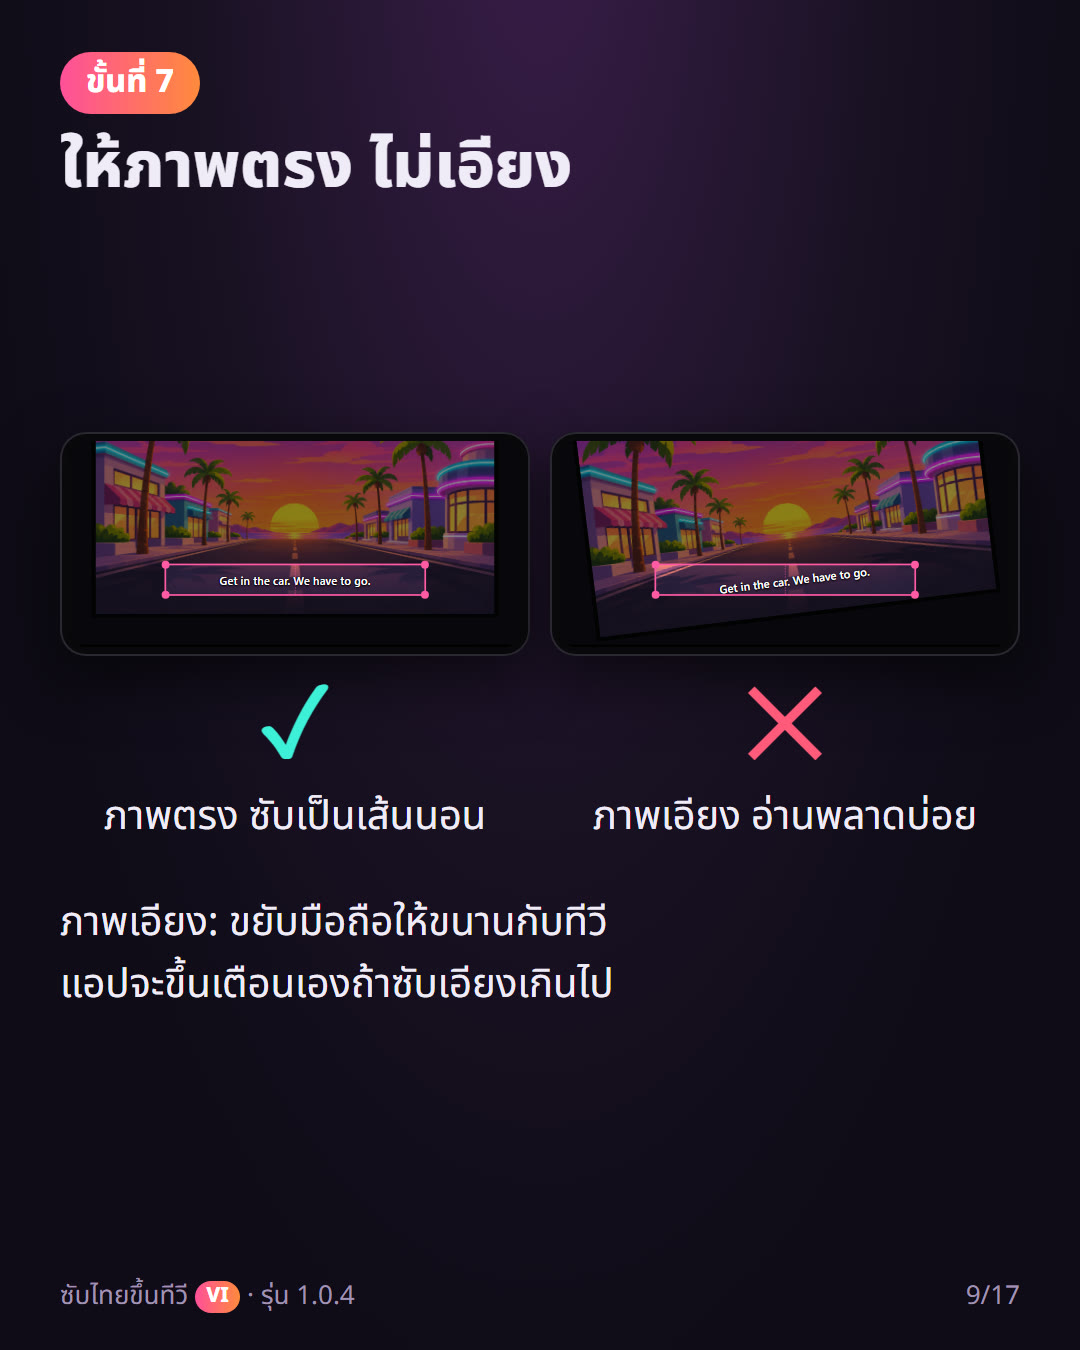 ขั้นที่ 7
ให้ภาพตรง ไม่เอียง
Get in the car. We have to go.
Get in the car. We have to go.
ภาพตรง ซับเป็นเส้นนอน
ภาพเอียง อ่านพลาดบ่อย
ภาพเอียง: ขยับมือถือให้ขนานกับทีวี
แอปจะขึ้นเตือนเองถ้าซับเอียงเกินไป
ซับไทยขึ้นทีวี VI · รุ่น 1.0.4
9/17